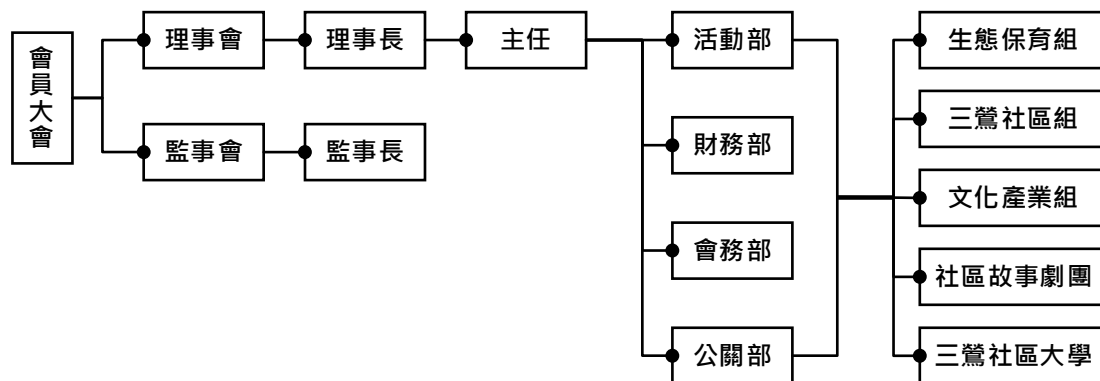 會員大會
理事會
理事長
主任
監事會
監事長
活動部
財務部
會務部
公關部
生態保育組
三鶯社區組
文化產業組
社區故事劇團
三鶯社區大學